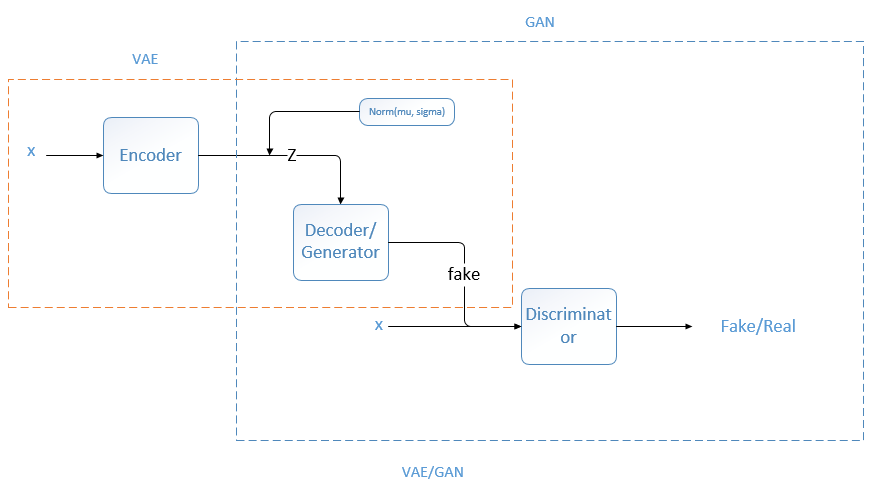 GAN
VAE
Norm(mu, sigma)
x
Encoder
Z
Decoder/
Generator
fake
x
Discriminat
or
Fake/Real
VAE/GAN